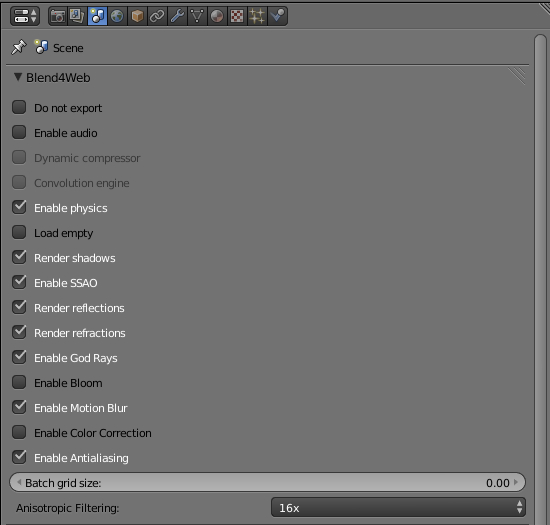 Scene
Blend4Web
Do not export
Enable audio
Dynamic compressor
Convolution engine
Enable physics
Load empty
Render shadows
Enable SSAO
Render reflections
Render refractions
Enable God Rays
Enable Bloom
Enable Motion Blur
Enable Color Correction
Enable Antialiasing
Batch grid size: 0.00
Anisotropic Filtering: 16x